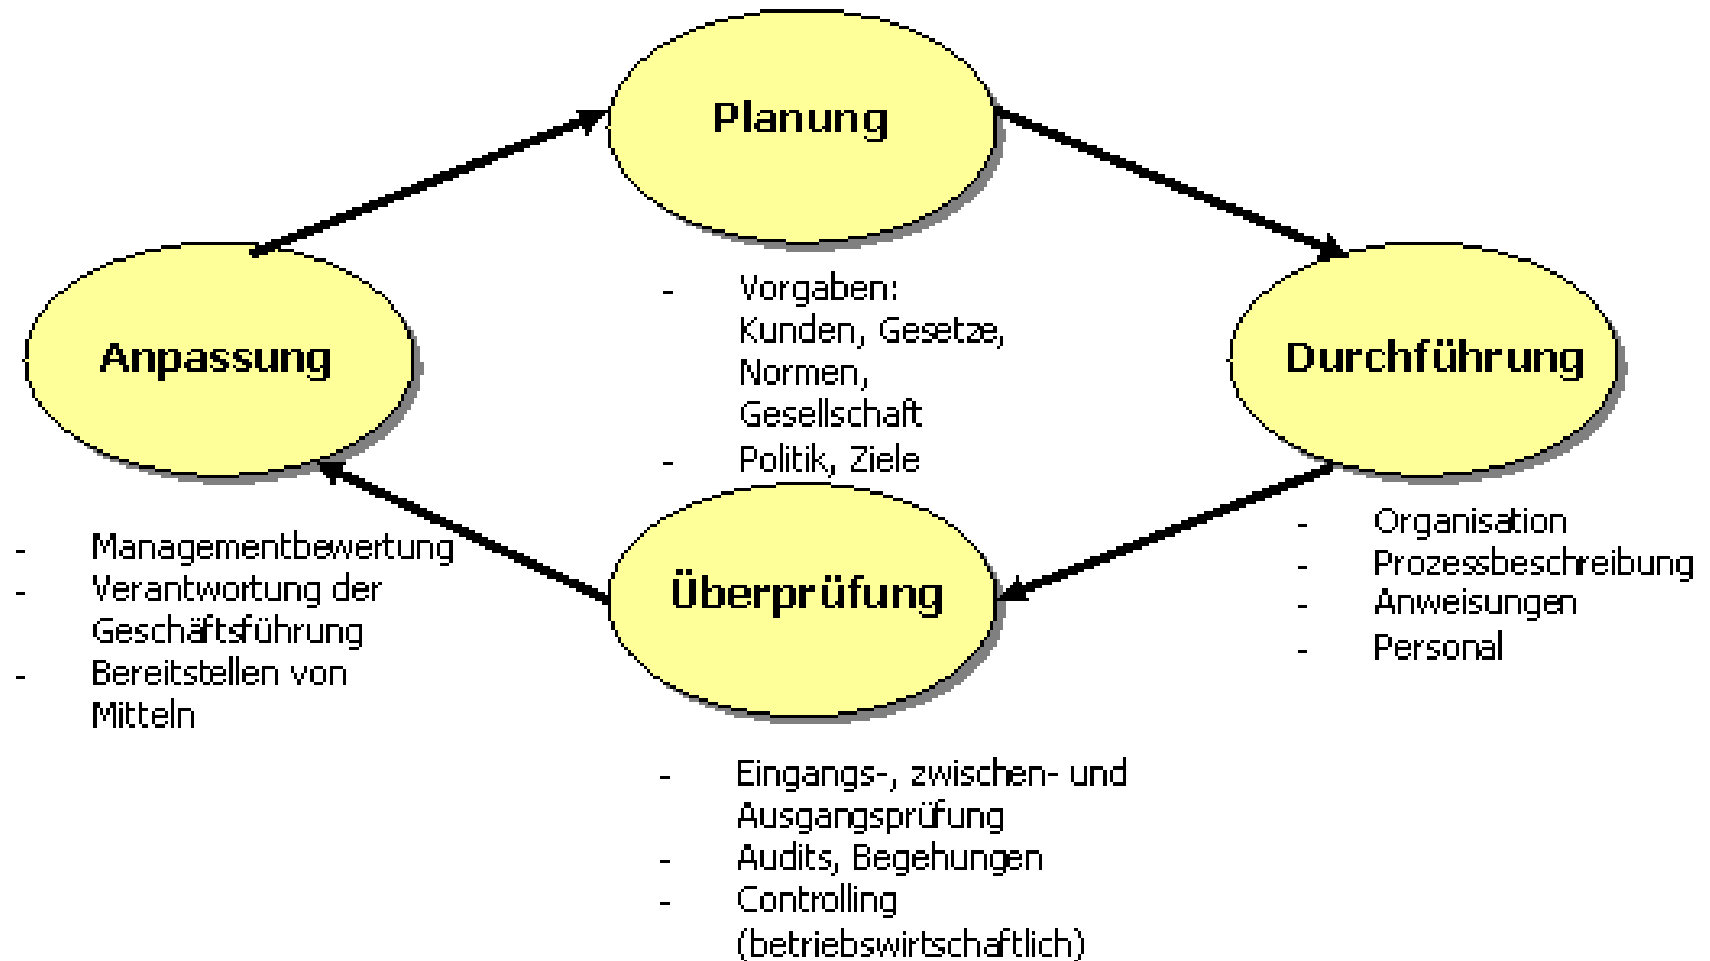 Planung
- Vorgaben:
Kunden, Gesetze,
Normen,
Gesellschaft
- Politik, Ziele
Durchführung
- Organisation
- Prozessbeschreibung
- Anweisungen
- Personal
Überprüfung
- Eingangs-, zwischen- und
Ausgangsprüfung
- Audits, Begehungen
- Controlling
(betriebswirtschaftlich)
Anpassung
- Managementbewertung
- Verantwortung der
Geschäftsführung
- Bereitstellen von
Mitteln